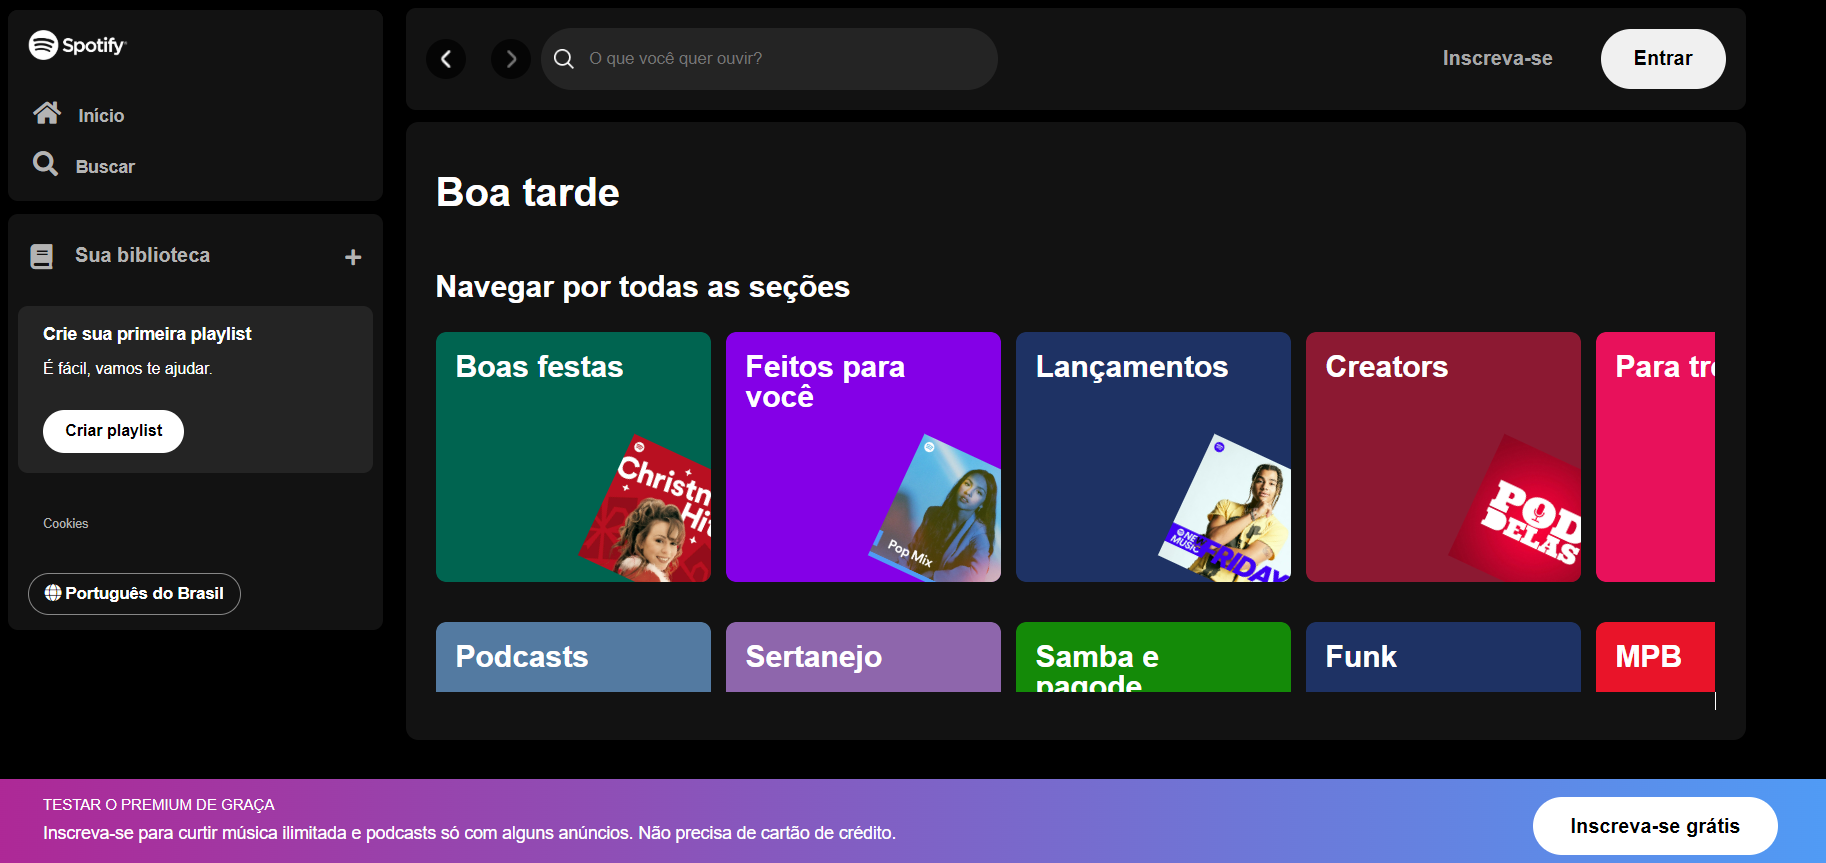 Spotify
Início
Buscar
Sua biblioteca
Crie sua primeira playlist
É fácil, vamos te ajudar.
Criar playlist
Cookies
Português do Brasil
O que você quer ouvir?
Inscreva-se
Entrar
Boa tarde
Navegar por todas as seções
Boas festas
Christm
Hit
Feitos para
você
Pop Mix
Lançamentos
NE
MUSIC
FRIDAY
Creators
POD
DELAS
Para tre
Podcasts
Sertanejo
Samba e
pagode
Funk
MPB
TESTAR O PREMIUM DE GRAÇA
Inscreva-se para curtir música ilimitada e podcasts só com alguns anúncios. Não precisa de cartão de crédito.
Inscreva-se grátis